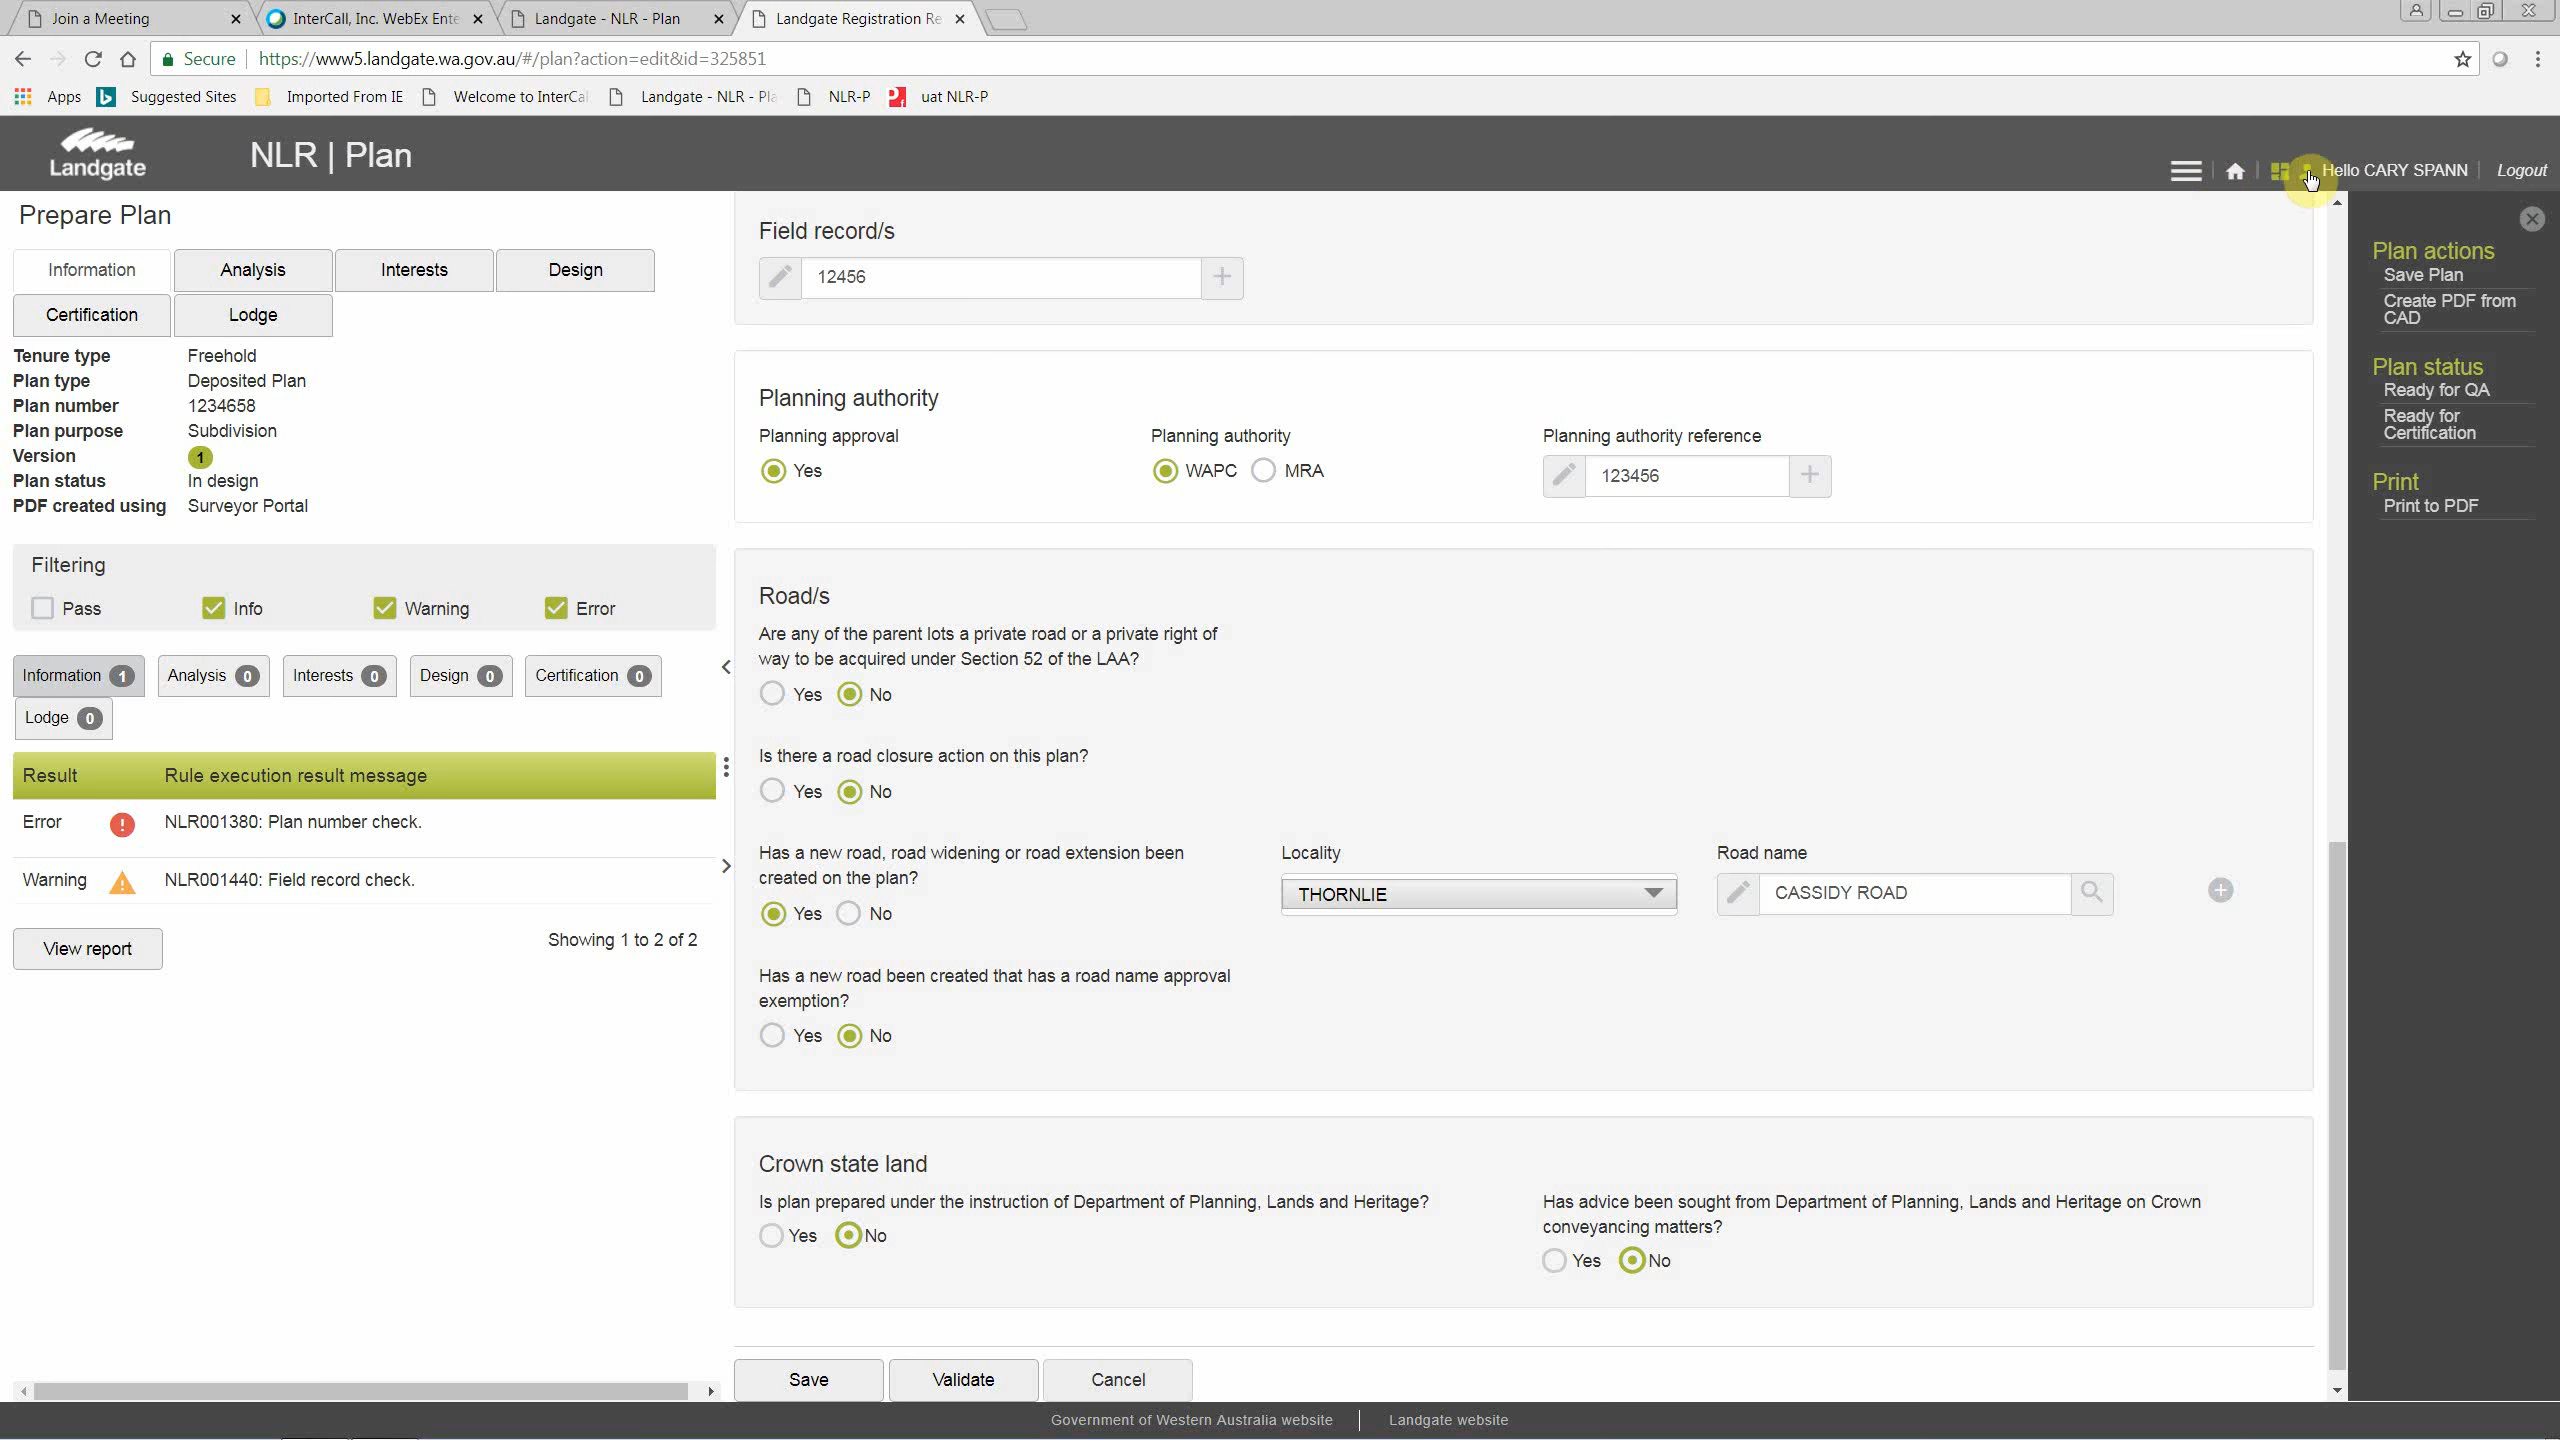 Join a Meeting
InterCall, Inc. WebEx Ente
Landgate - NLR - Plan
Landgate Registration Re
Secure
https://www5.landgate.wa.gov.au/#/plan?action=edit&id=325851
Apps
Suggested Sites
Imported From IE
Welcome to InterCal
Landgate - NLR - Pla
NLR-P
uat NLR-P
Landgate
NLR | Plan
Hello CARY SPANN
Logout
Prepare Plan
Information
Analysis
Interests
Design
Certification
Lodge
Tenure type Freehold
Plan type Deposited Plan
Plan number 1234658
Plan purpose Subdivision
Version 1
Plan status In design
PDF created using Surveyor Portal
Filtering
Pass
Info
Warning
Error
Information 1
Analysis 0
Interests 0
Design 0
Certification 0
Lodge 0
Result Rule execution result message
Error NLR001380: Plan number check.
Warning NLR001440: Field record check.
View report
Showing 1 to 2 of 2
Field record/s
12456
Planning authority
Planning approval
Yes
Planning authority
WAPC MRA
Planning authority reference
123456
Road/s
Are any of the parent lots a private road or a private right of
way to be acquired under Section 52 of the LAA?
Yes No
Is there a road closure action on this plan?
Yes No
Has a new road, road widening or road extension been
created on the plan?
Yes No
Locality
THORNLIE
Road name
CASSIDY ROAD
Has a new road been created that has a road name approval
exemption?
Yes No
Crown state land
Is plan prepared under the instruction of Department of Planning, Lands and Heritage?
Yes No
Has advice been sought from Department of Planning, Lands and Heritage on Crown
conveyancing matters?
Yes No
Save
Validate
Cancel
Plan actions
Save Plan
Create PDF from
CAD
Plan status
Ready for QA
Ready for
Certification
Print
Print to PDF
Government of Western Australia website
Landgate website